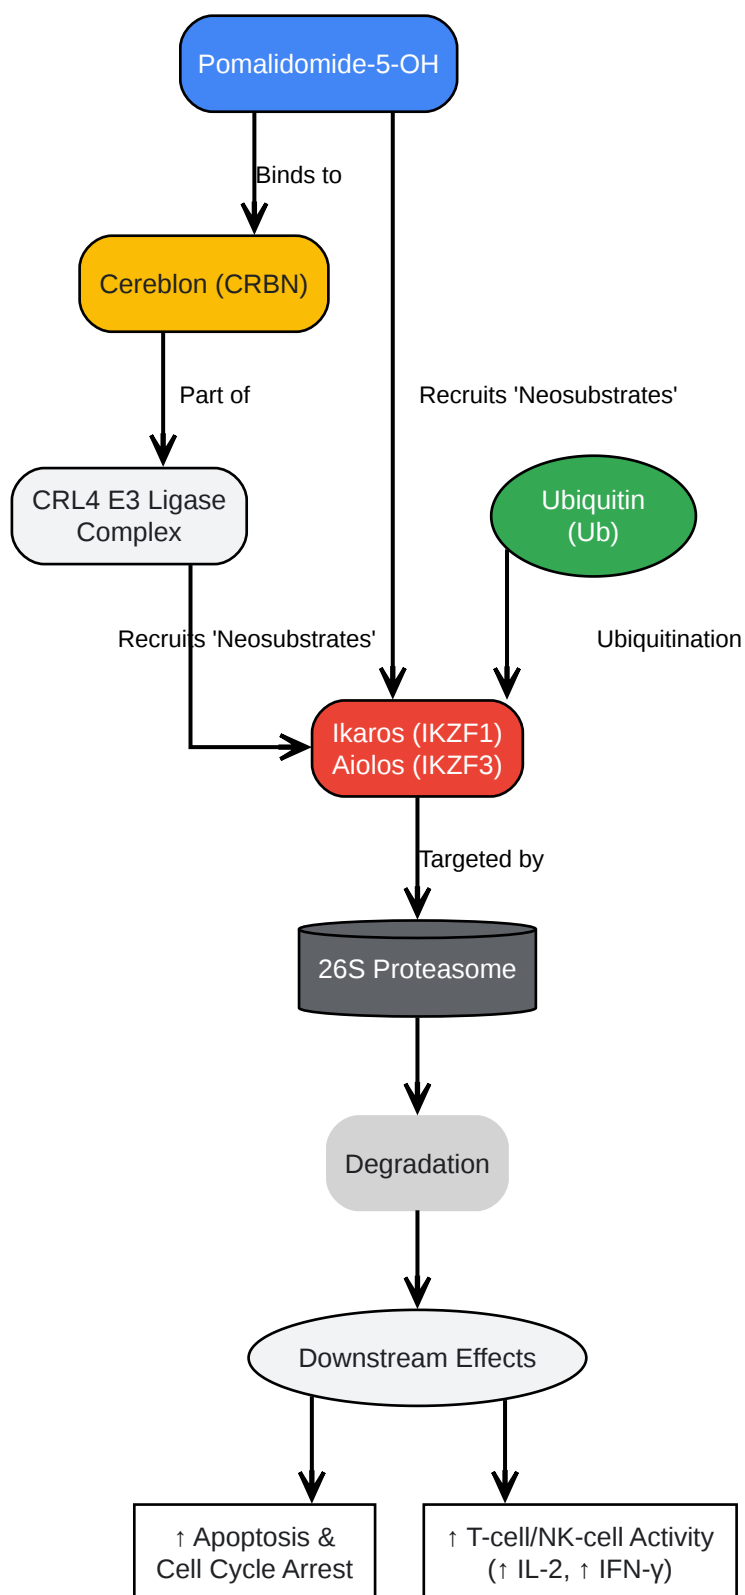 Pomalidomide-5-OH
Binds to
Cereblon (CRBN)
Part of
Recruits 'Neosubstrates'
CRL4 E3 Ligase
Complex
Ubiquitin
(Ub)
Recruits 'Neosubstrates'
Ubiquitination
Ikaros (IKZF1)
Aiolos (IKZF3)
Targeted by
26S Proteasome
Degradation
Downstream Effects
↑ Apoptosis &
Cell Cycle Arrest
↑ T-cell/NK-cell Activity
(↑ IL-2, ↑ IFN-γ)